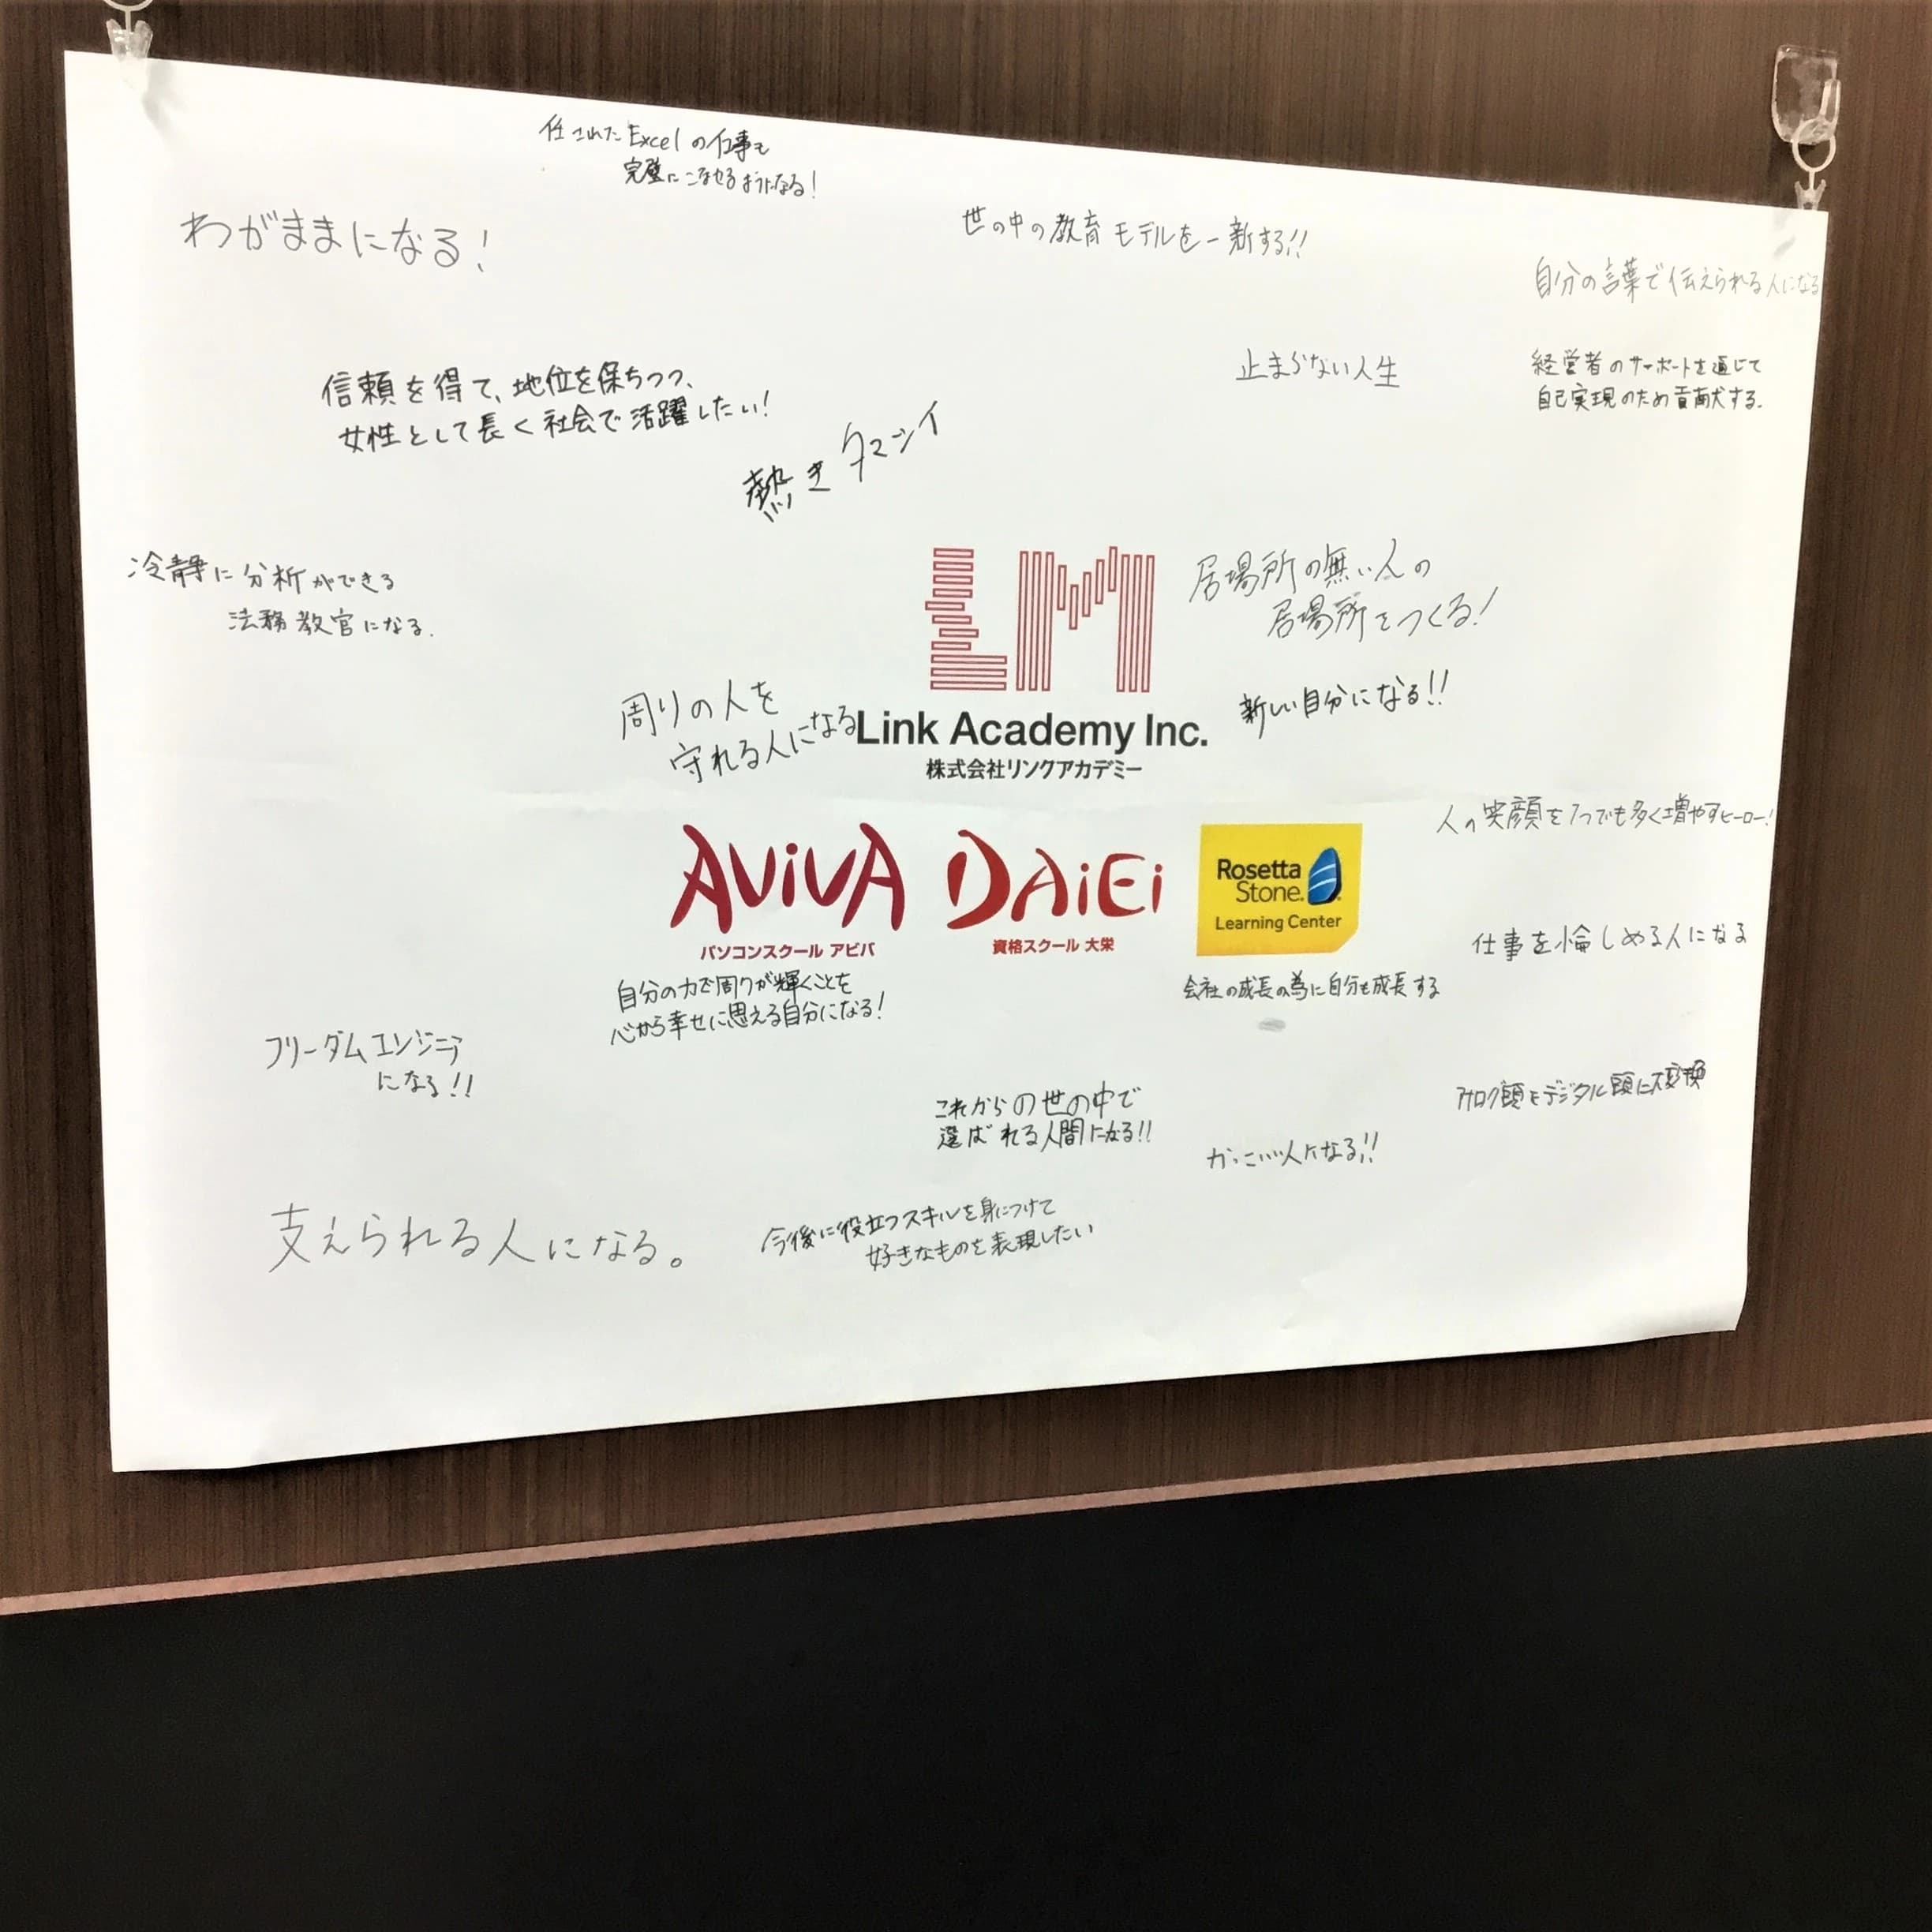 任されたExcelの仕事も
完璧にこなせるようになる!
わがままになる!
世の中の教育モデルを一新する!!
自分の言葉で伝えられる人になる
信頼を得て、地位を保ちつつ、
女性として長く社会で活躍したい!
止まらない人生
経営者のサポートを通じて
自己実現のため貢献する.
熱きタマシイ
冷静に分析ができる
法務教官になる.
LM
居場所の無い人の
居場所をつくる!
周りの人を
守れる人になる
Link Academy Inc.
株式会社リンクアカデミー
新しい自分になる!!
人の笑顔を1つでも多く増やすヒーロー!
AViVA
パソコンスクール アビバ
DAiEi
資格スクール 大栄
Rosetta
Stone®
Learning Center
仕事を愉しめる人になる
自分の力で周りが輝くことを
心から幸せに思える自分になる!
会社の成長の為に自分も成長する
フリーダムエンジニア
になる!!
これからの世の中で
選ばれる人間になる!!
アナログ頭をデジタル頭に変換
かっこいい人になる!!
支えられる人になる。
今後に役立つスキルを身につけて
好きなものを表現したい